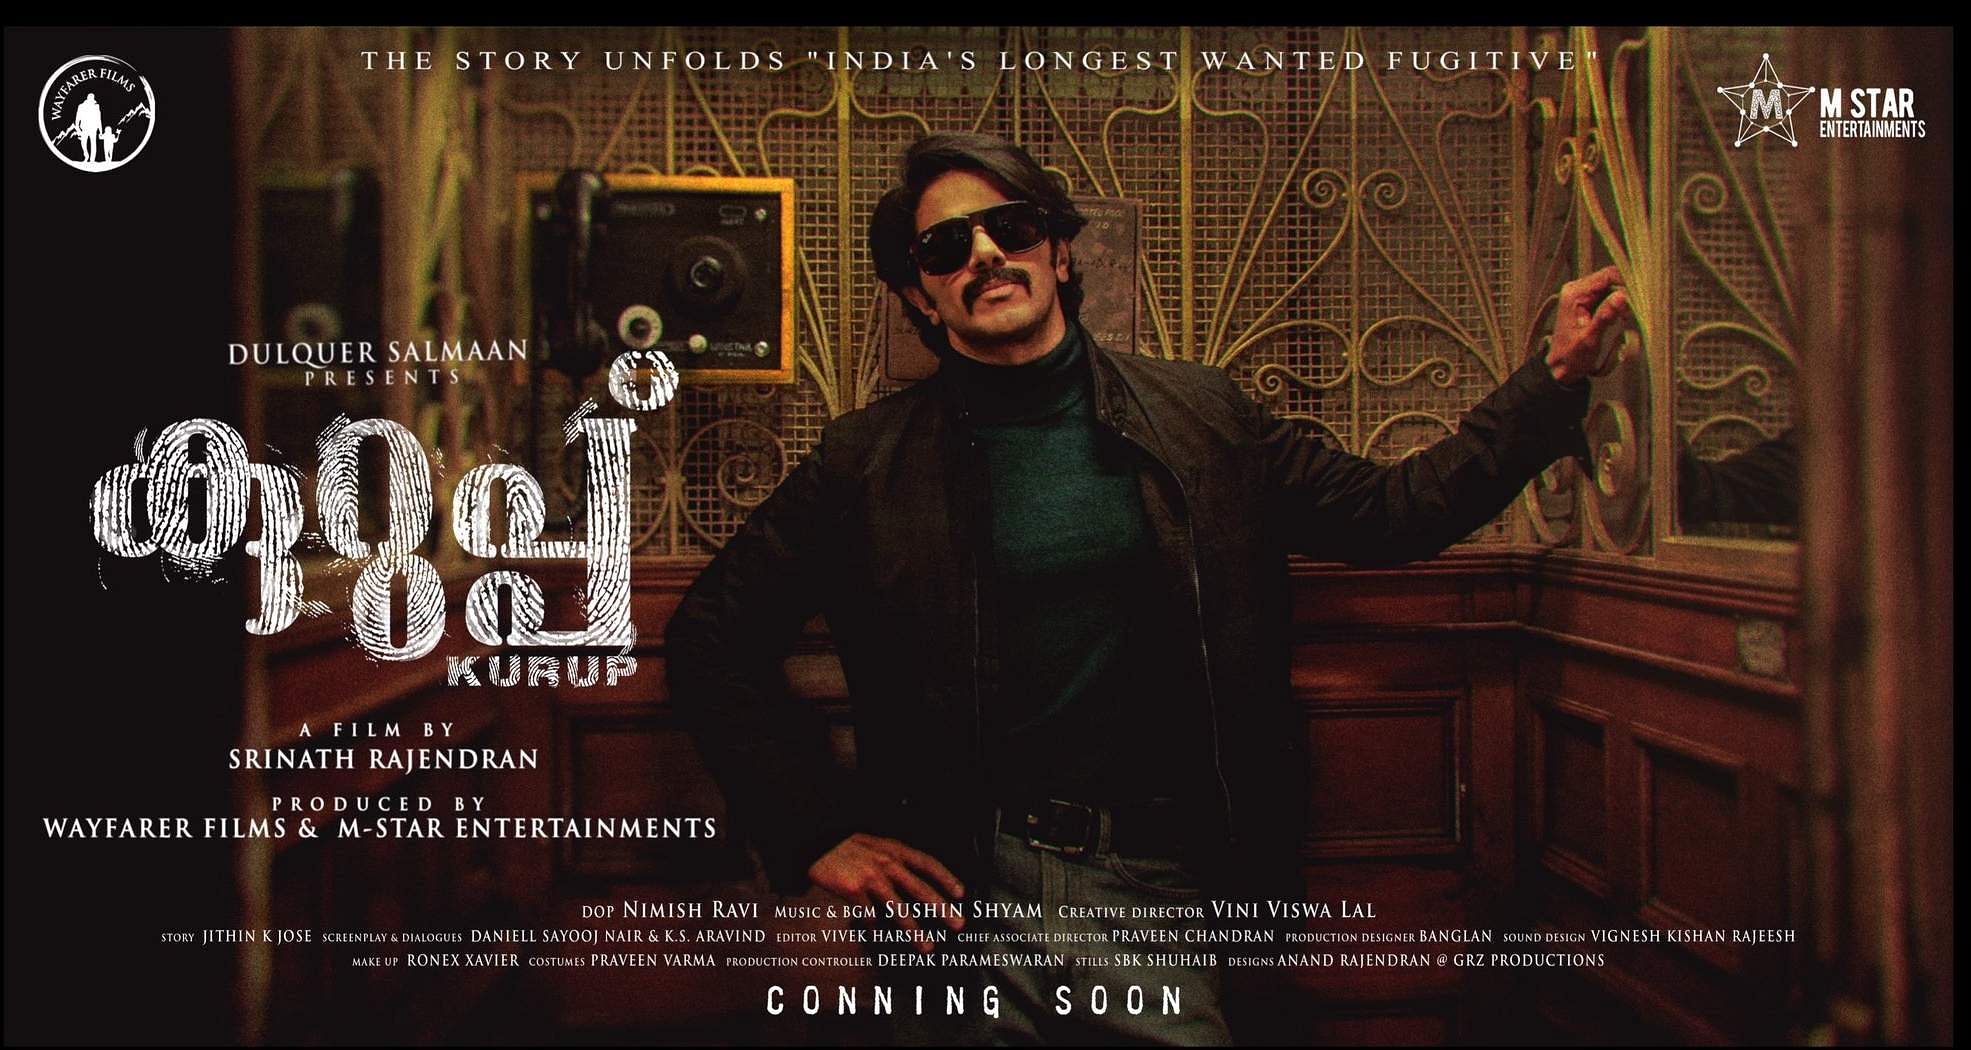 THE STORY UNFOLDS "INDIA'S LONGEST WANTED FUGITIVE"
WAYFARER FILMS
M
M STAR
ENTERTAINMENTS
DULQUER SALMAAN
PRESENTS
കുറുപ്പ്
KURUP
A FILM BY
SRINATH RAJENDRAN
PRODUCED BY
WAYFARER FILMS & M-STAR ENTERTAINMENTS
DOP NIMISH RAVI MUSIC & BGM SUSHIN SHYAM CREATIVE DIRECTOR VINI VISWA LAL
STORY JITHIN K JOSE SCREENPLAY & DIALOGUES DANIELL SAYOOJ NAIR & K.S. ARAVIND EDITOR VIVEK HARSHAN CHIEF ASSOCIATE DIRECTOR PRAVEEN CHANDRAN PRODUCTION DESIGNER BANGLAN SOUND DESIGN VIGNESH KISHAN RAJEESH
MAKE UP RONEX XAVIER COSTUMES PRAVEEN VARMA PRODUCTION CONTROLLER DEEPAK PARAMESWARAN STILLS SBK SHUHAIB DESIGNS ANAND RAJENDRAN @ GRZ PRODUCTIONS
CONNING SOON